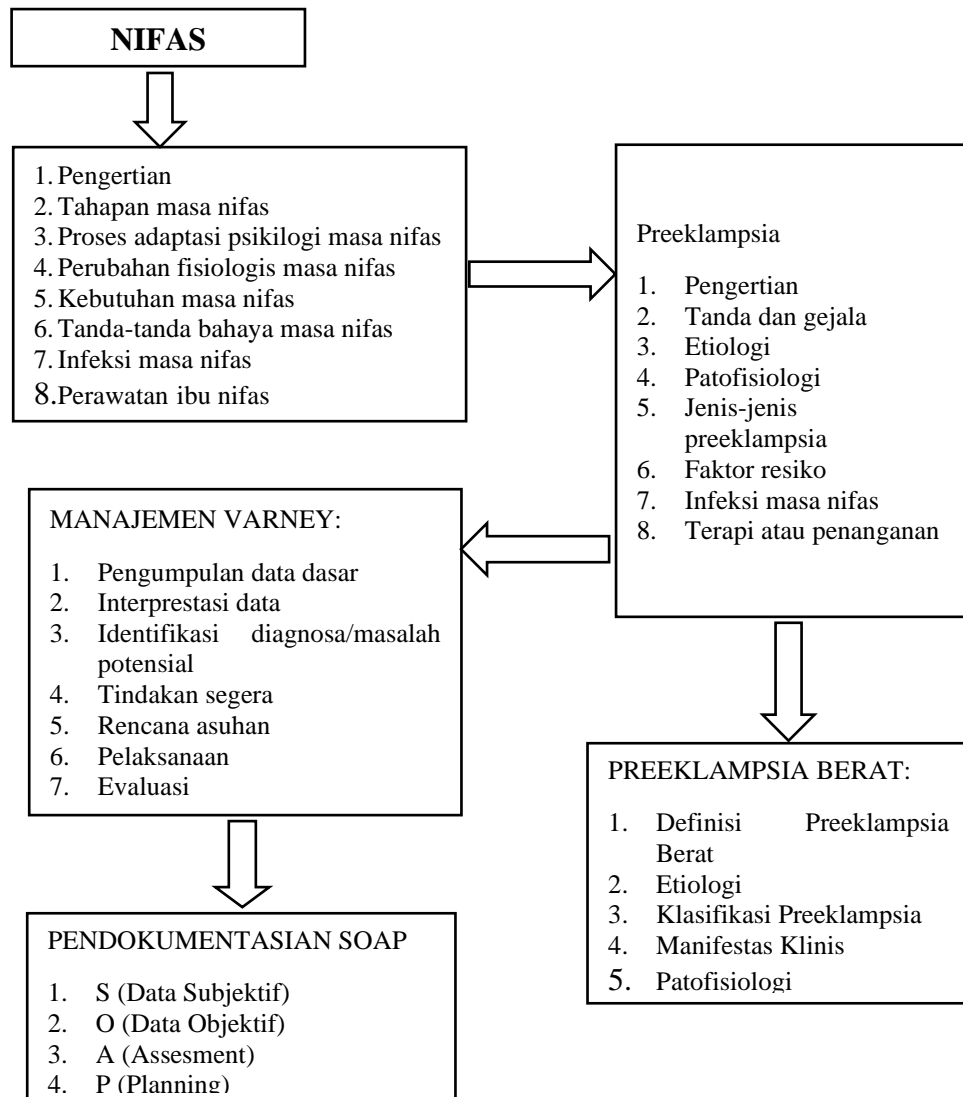 NIFAS
1. Pengertian
2. Tahapan masa nifas
3. Proses adaptasi psikilogi masa nifas
4. Perubahan fisiologis masa nifas
5. Kebutuhan masa nifas
6. Tanda-tanda bahaya masa nifas
7. Infeksi masa nifas
8. Perawatan ibu nifas
Preeklampsia
1. Pengertian
2. Tanda dan gejala
3. Etiologi
4. Patofisiologi
5. Jenis-jenis
preeklampsia
6. Faktor resiko
7. Infeksi masa nifas
8. Terapi atau penanganan
MANAJEMEN VARNEY:
1. Pengumpulan data dasar
2. Interprestasi data
3. Identifikasi diagnosa/masalah
potensial
4. Tindakan segera
5. Rencana asuhan
6. Pelaksanaan
7. Evaluasi
PREEKLAMPSIA BERAT:
1. Definisi Preeklampsia
Berat
2. Etiologi
3. Klasifikasi Preeklampsia
4. Manifestas Klinis
5. Patofisiologi
PENDOKUMENTASIAN SOAP
1. S (Data Subjektif)
2. O (Data Objektif)
3. A (Assesment)
4. P (Planning)